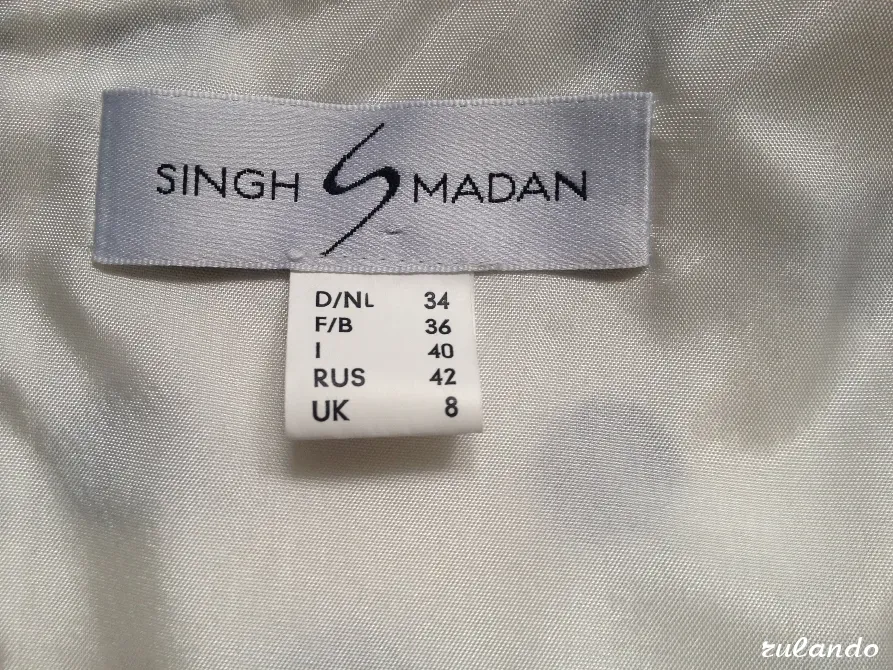 SINGH MADAN
D/NL 34
F/B 36
I 40
RUS 42
UK 8
rulando